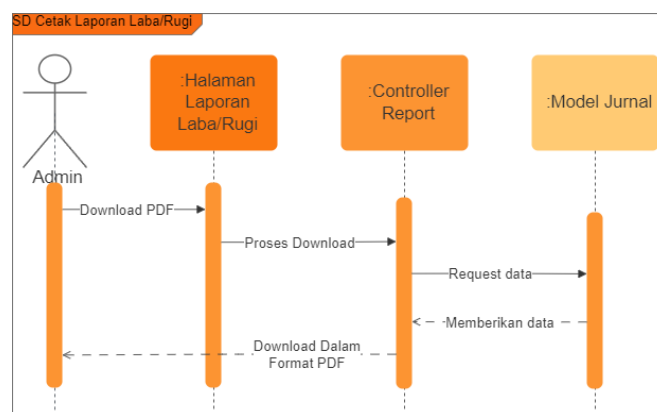 SD Cetak Laporan Laba/Rugi
:Halaman
Laporan
Laba/Rugi
:Controller
Report
:Model Jurnal
Admin
Download PDF
Proses Download
Request data
Memberikan data
Download Dalam
Format PDF